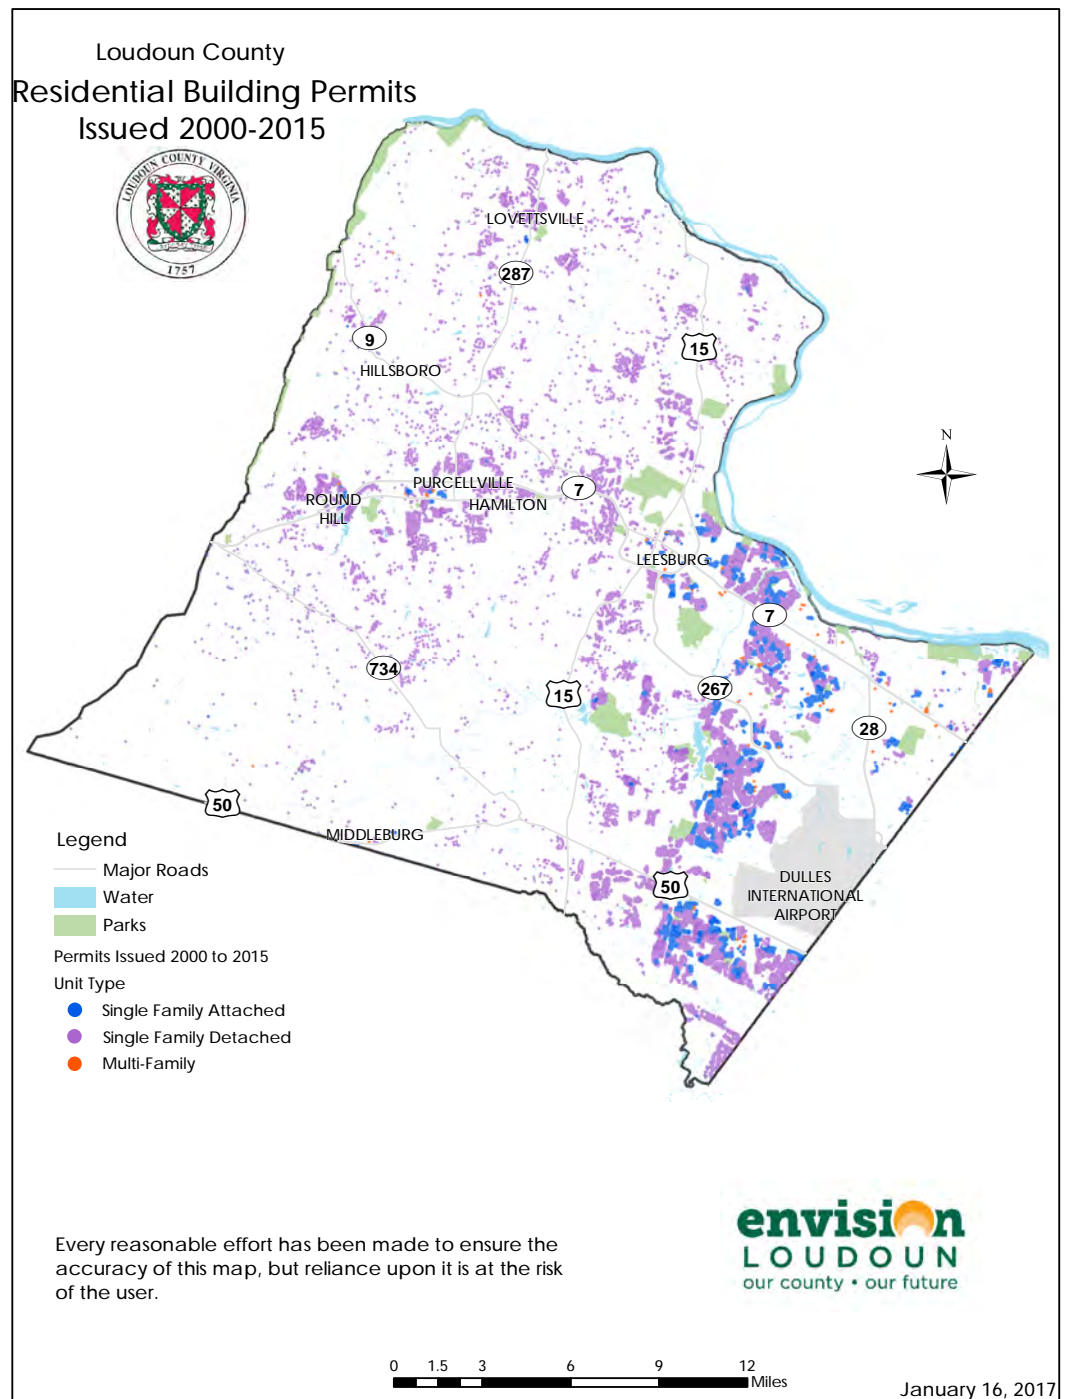 Loudoun County
Residential Building Permits
Issued 2000-2015
LOUDOUN COUNTY VIRGINIA
1757
LOVETTSVILLE
287
9
15
HILLSBORO
N
PURCELLVILLE
7
ROUND
HILL
HAMILTON
LEESBURG
7
734
15
267
28
50
MIDDLEBURG
50
DULLES
INTERNATIONAL
AIRPORT
Legend
Major Roads
Water
Parks
Permits Issued 2000 to 2015
Unit Type
Single Family Attached
Single Family Detached
Multi-Family
envision
LOUDOUN
our county • our future
Every reasonable effort has been made to ensure the
accuracy of this map, but reliance upon it is at the risk
of the user.
0 1.5 3 6 9 12
Miles
January 16, 2017